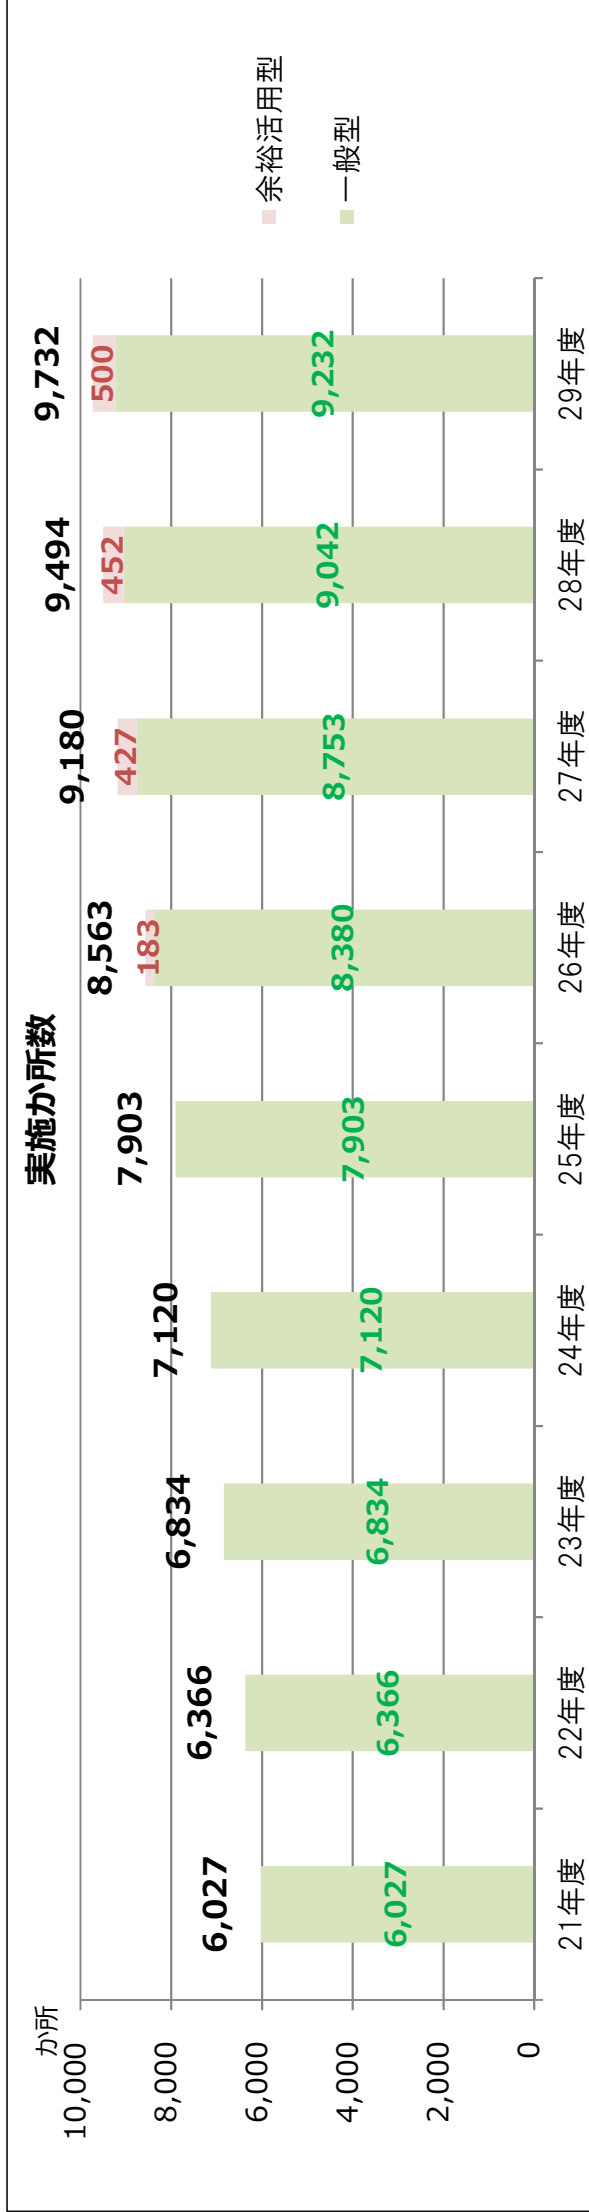 実施か所数
か所
10,000
8,000
6,000
4,000
2,000
0
6,027
6,366
6,834
7,120
7,903
8,563
9,180
9,494
9,732
183
427
452
500
6,027
6,366
6,834
7,120
7,903
8,380
8,753
9,042
9,232
21年度
22年度
23年度
24年度
25年度
26年度
27年度
28年度
29年度
余裕活用型
一般型